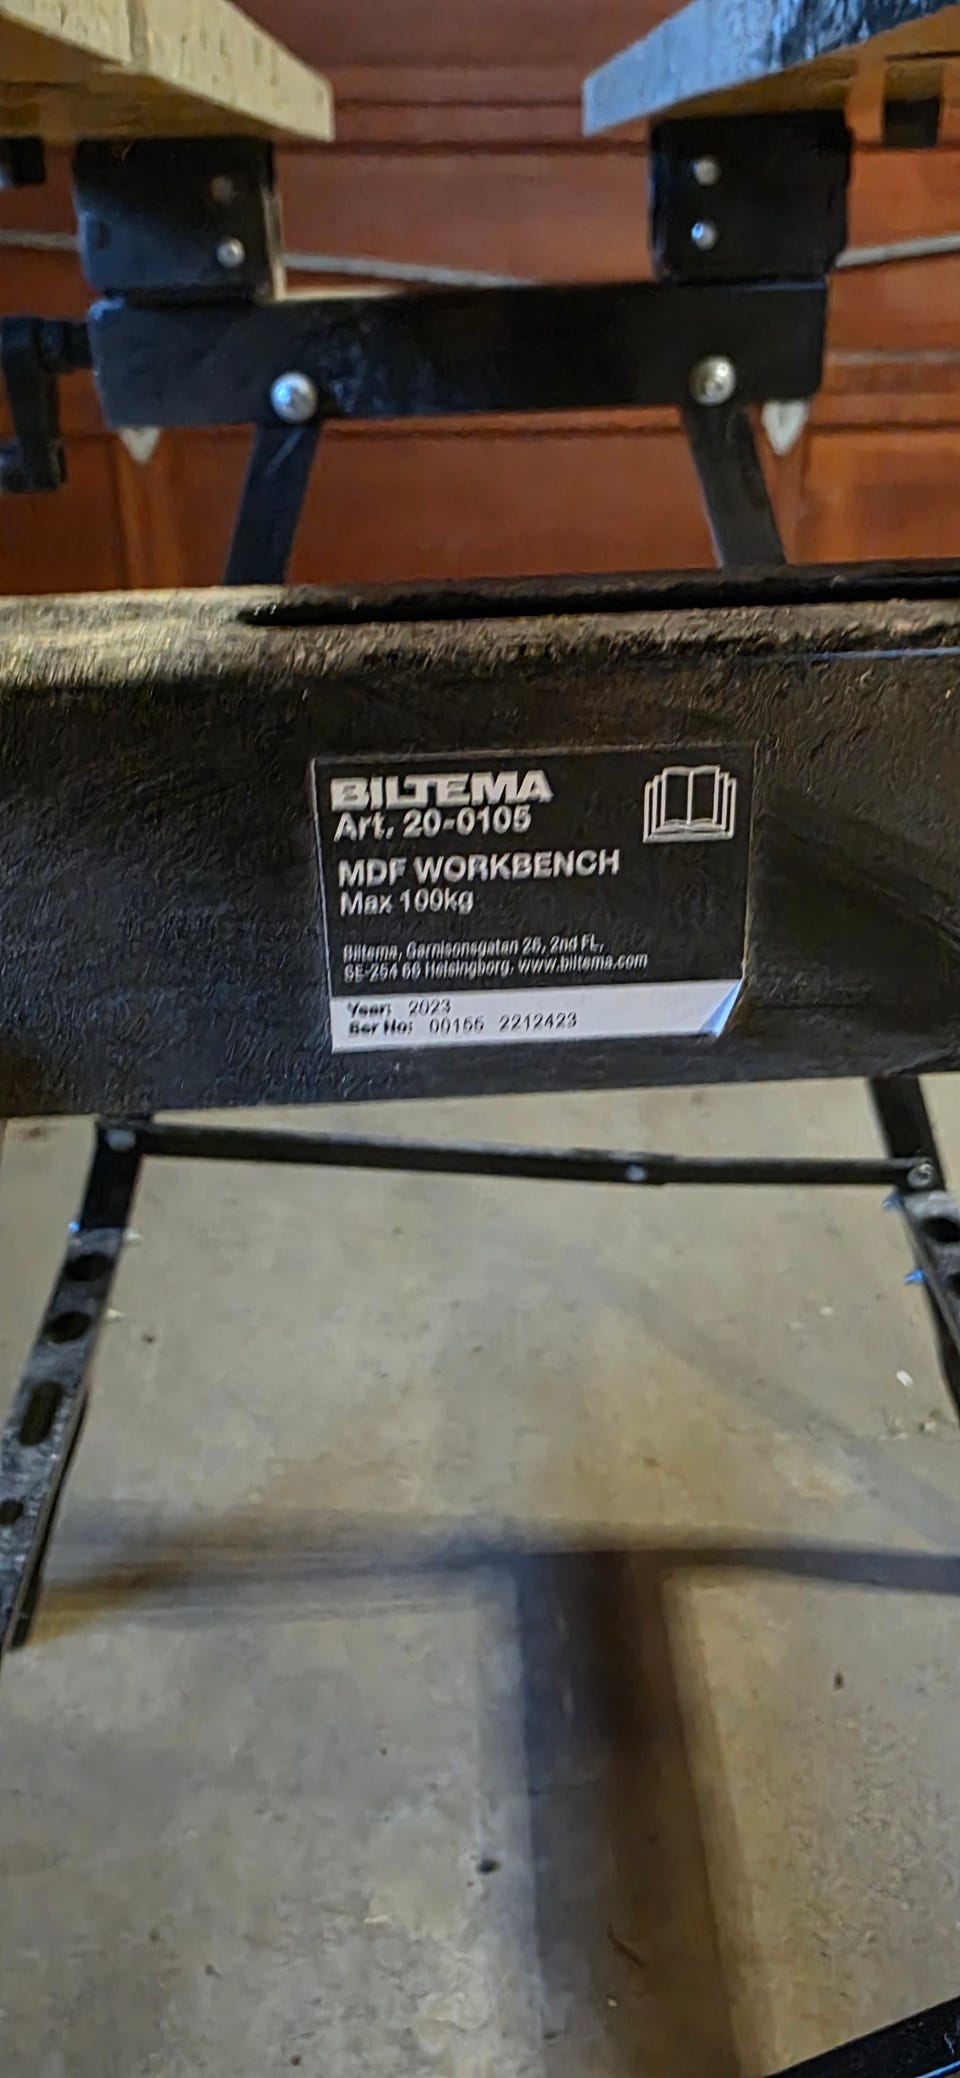 BILTEMA
Art. 20-0105
MDF WORKBENCH
Max 100kg
Biltema, Garnisonsgatan 26, 2nd FL,
SE-254 66 Helsingborg, www.biltema.com
Year: 2023
Ser No: 00155 2212423